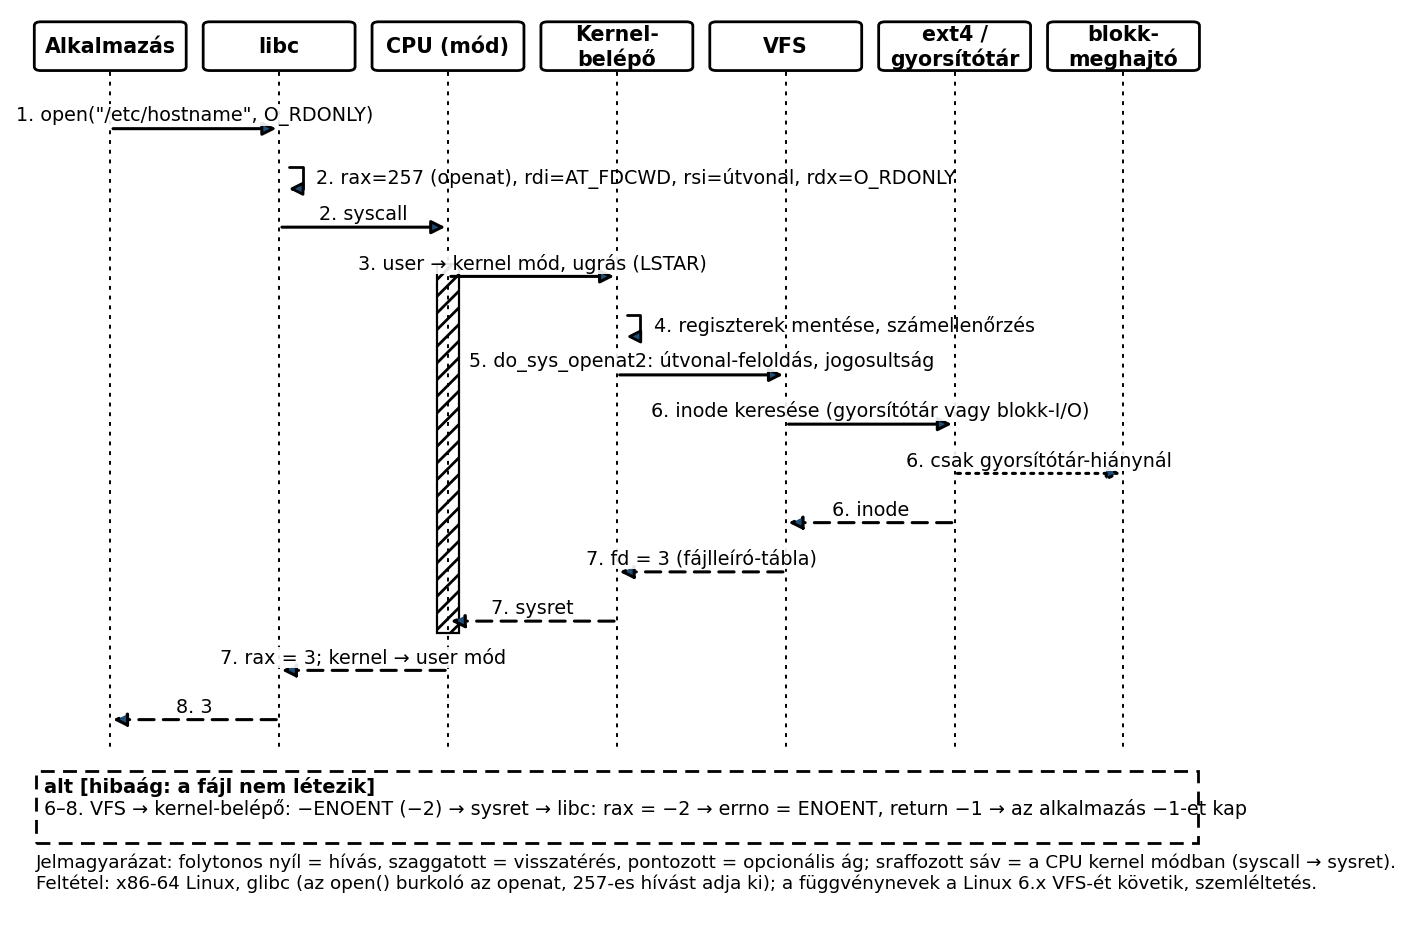 Alkalmazás
libc
CPU (mód)
Kernel-
belépő
VFS
ext4 /
gyorsítótár
blokk-
meghajtó
1. open("/etc/hostname", O_RDONLY)
2. rax=257 (openat), rdi=AT_FDCWD, rsi=útvonal, rdx=O_RDONLY
2. syscall
3. user → kernel mód, ugrás (LSTAR)
4. regiszterek mentése, számellenőrzés
5. do_sys_openat2: útvonal-feloldás, jogosultság
6. inode keresése (gyorsítótár vagy blokk-I/O)
6. csak gyorsítótár-hiánynál
6. inode
7. fd = 3 (fájlleíró-tábla)
7. sysret
7. rax = 3; kernel → user mód
8. 3
alt [hibaág: a fájl nem létezik]
6–8. VFS → kernel-belépő: −ENOENT (−2) → sysret → libc: rax = −2 → errno = ENOENT, return −1 → az alkalmazás −1-et kap
Jelmagyarázat: folytonos nyíl = hívás, szaggatott = visszatérés, pontozott = opcionális ág; sraffozott sáv = a CPU kernel módban (syscall → sysret).
Feltétel: x86-64 Linux, glibc (az open() burkoló az openat, 257-es hívást adja ki); a függvénynevek a Linux 6.x VFS-ét követik, szemléltetés.